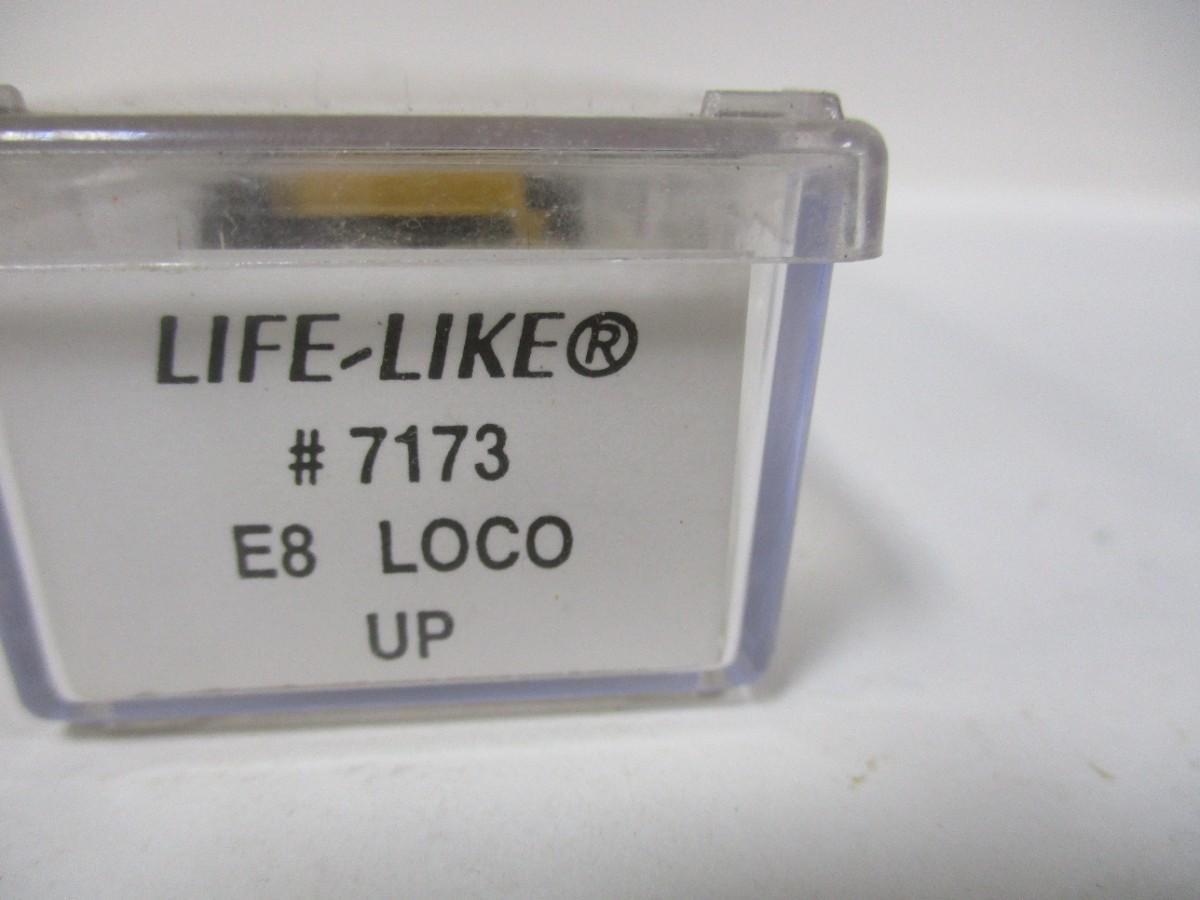 LIFE-LIKE®
# 7173
E8 LOCO
UP